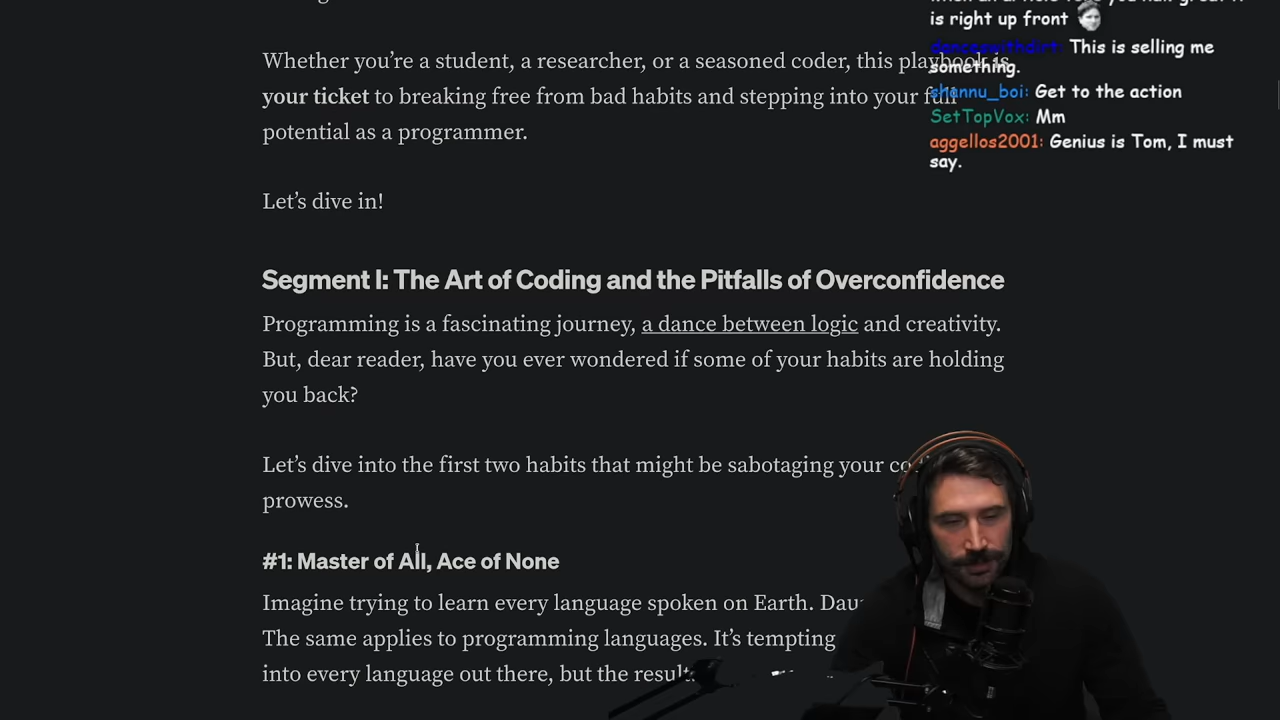 Whether you're a student, a researcher, or a seasoned coder, this playbook is
your ticket to breaking free from bad habits and stepping into your full
potential as a programmer.
Let's dive in!
Segment I: The Art of Coding and the Pitfalls of Overconfidence
Programming is a fascinating journey, a dance between logic and creativity.
But, dear reader, have you ever wondered if some of your habits are holding
you back?
Let's dive into the first two habits that might be sabotaging your
prowess.
#1: Master of All, Ace of None
Imagine trying to learn every language spoken on Earth.
The same applies to programming languages. It's tempting
into every language out there, but the result
is right up front
danceswithdirt: This is selling me
something.
shannu_boi: Get to the action
SetTopVox: Mm
aggellos2001: Genius is Tom, I must
say.